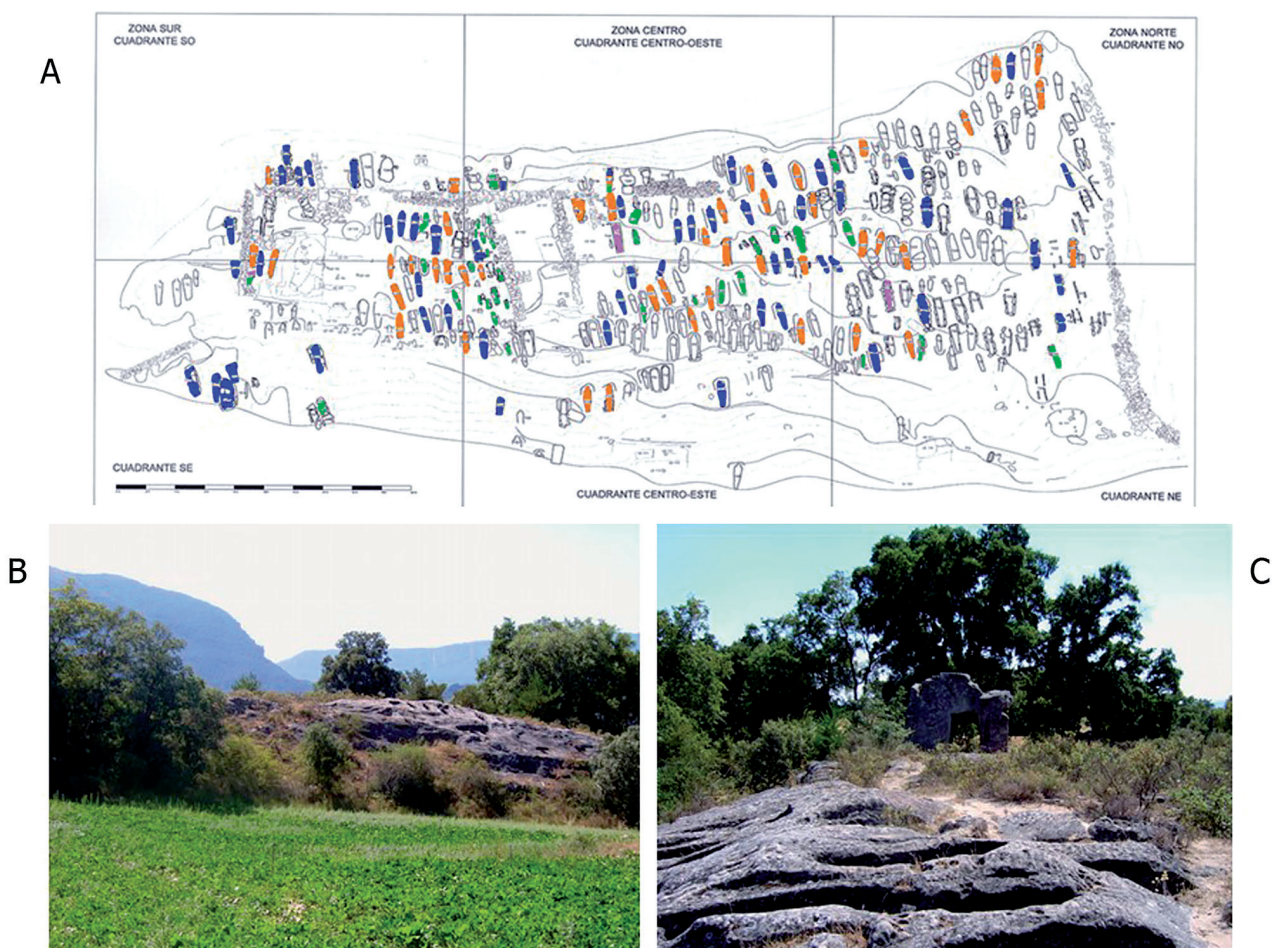 A
ZONA SUR
CUADRANTE SO
ZONA CENTRO
CUADRANTE CENTRO-OESTE
ZONA NORTE
CUADRANTE NO
CUADRANTE SE
CUADRANTE CENTRO-ESTE
CUADRANTE NE
B
C